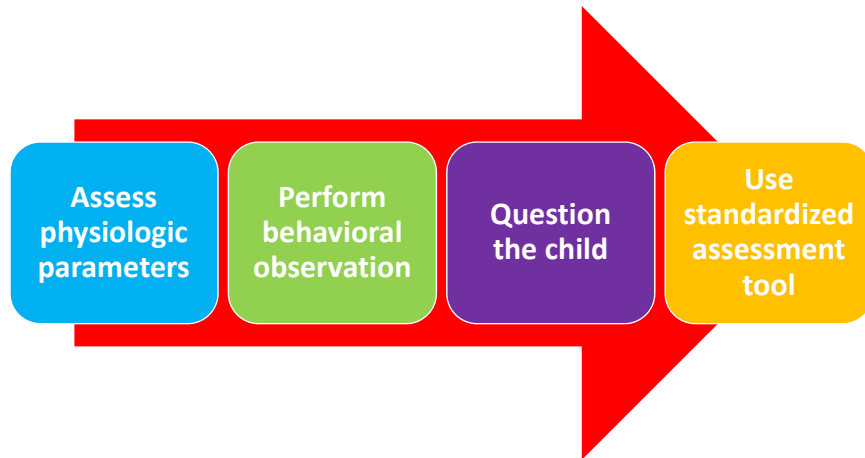 Assess
physiologic
parameters
Perform
behavioral
observation
Question
the child
Use
standardized
assessment
tool